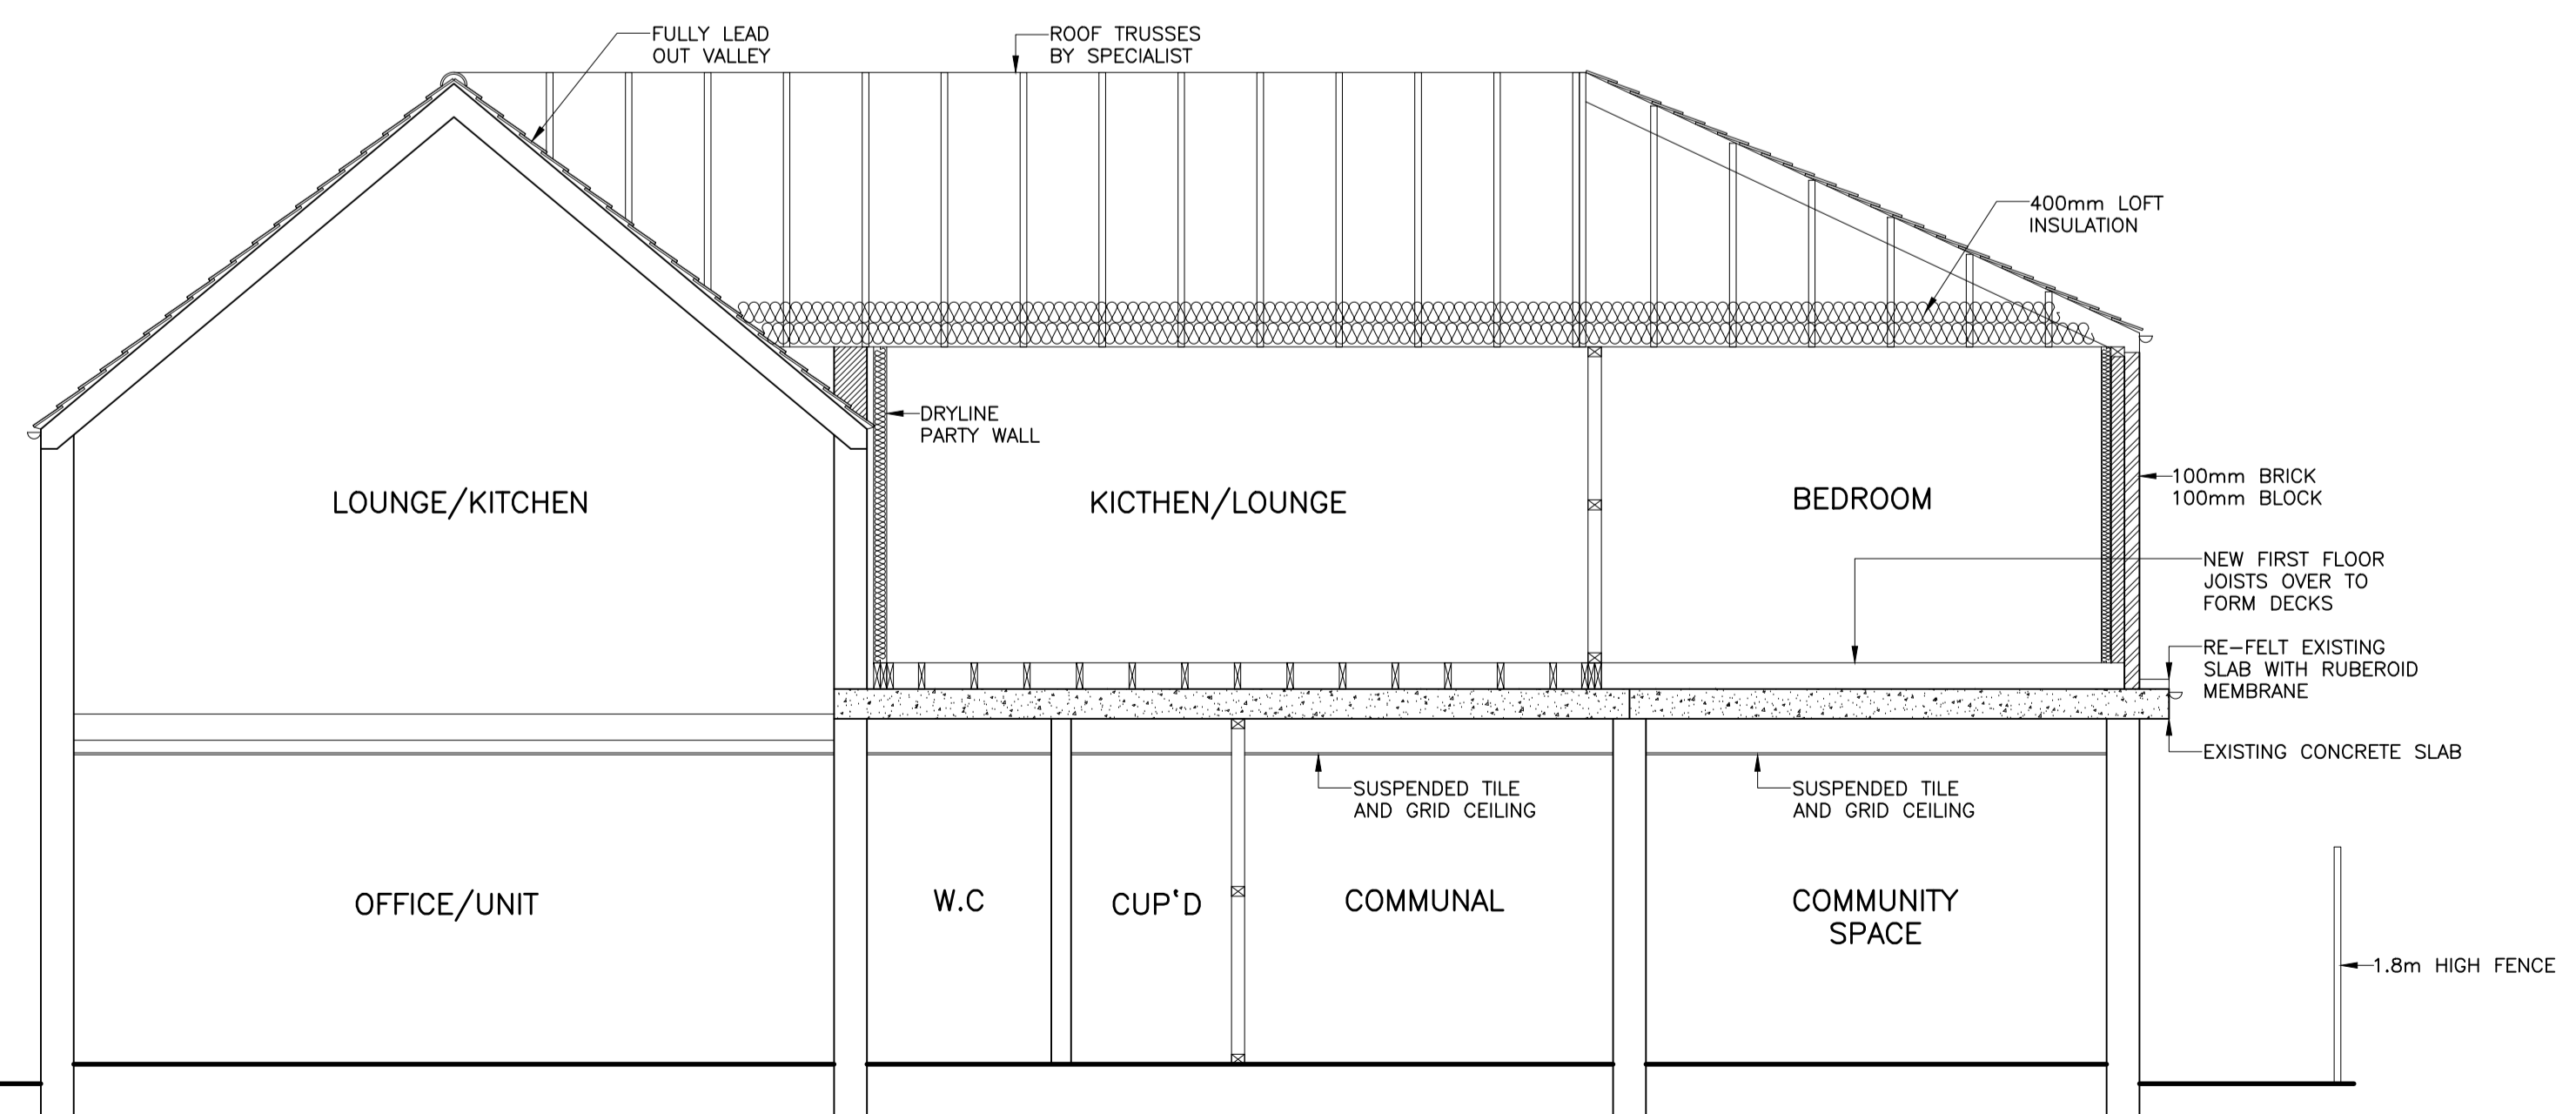 FULLY LEAD
OUT VALLEY
ROOF TRUSSES
BY SPECIALIST
400mm LOFT
INSULATION
DRYLINE
PARTY WALL
LOUNGE/KITCHEN
KICTHEN/LOUNGE
BEDROOM
100mm BRICK
100mm BLOCK
NEW FIRST FLOOR
JOISTS OVER TO
FORM DECKS
RE-FELT EXISTING
SLAB WITH RUBEROID
MEMBRANE
EXISTING CONCRETE SLAB
SUSPENDED TILE
AND GRID CEILING
SUSPENDED TILE
AND GRID CEILING
OFFICE/UNIT
W.C
CUP'D
COMMUNAL
COMMUNITY
SPACE
1.8m HIGH FENCE